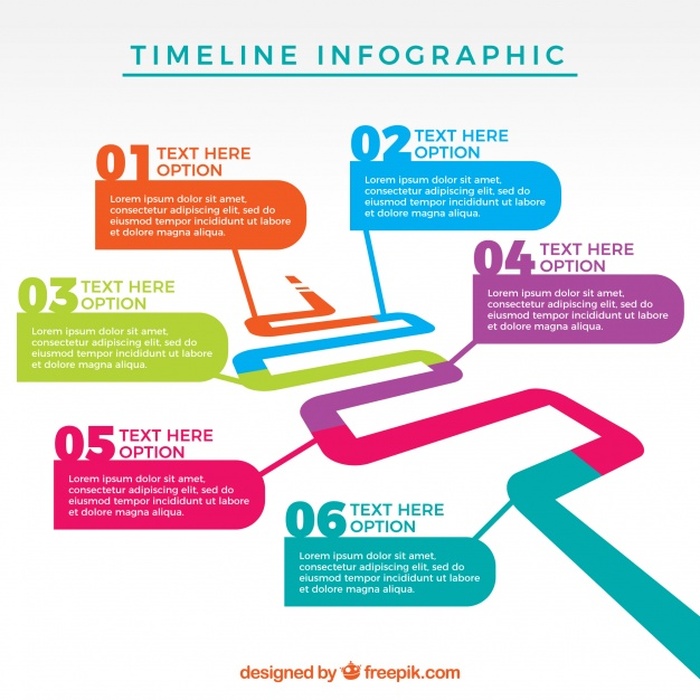 TIMELINE INFOGRAPHIC
01
TEXT HERE
OPTION
Lorem ipsum dolor sit amet,
consectetur adipiscing elit, sed do
eiusmod tempor incididunt ut labore
et dolore magna aliqua.
02
TEXT HERE
OPTION
Lorem ipsum dolor sit amet,
consectetur adipiscing elit, sed do
eiusmod tempor incididunt ut labore
et dolore magna aliqua.
03
TEXT HERE
OPTION
Lorem ipsum dolor sit amet,
consectetur adipiscing elit, sed do
eiusmod tempor incididunt ut labore
et dolore magna aliqua.
04
TEXT HERE
OPTION
Lorem ipsum dolor sit amet,
consectetur adipiscing elit, sed do
eiusmod tempor incididunt ut labore
et dolore magna aliqua.
05
TEXT HERE
OPTION
Lorem ipsum dolor sit amet,
consectetur adipiscing elit, sed do
eiusmod tempor incididunt ut labore
et dolore magna aliqua.
06
TEXT HERE
OPTION
Lorem ipsum dolor sit amet,
consectetur adipiscing elit, sed do
eiusmod tempor incididunt ut labore
et dolore magna aliqua.
designed by freepik.com